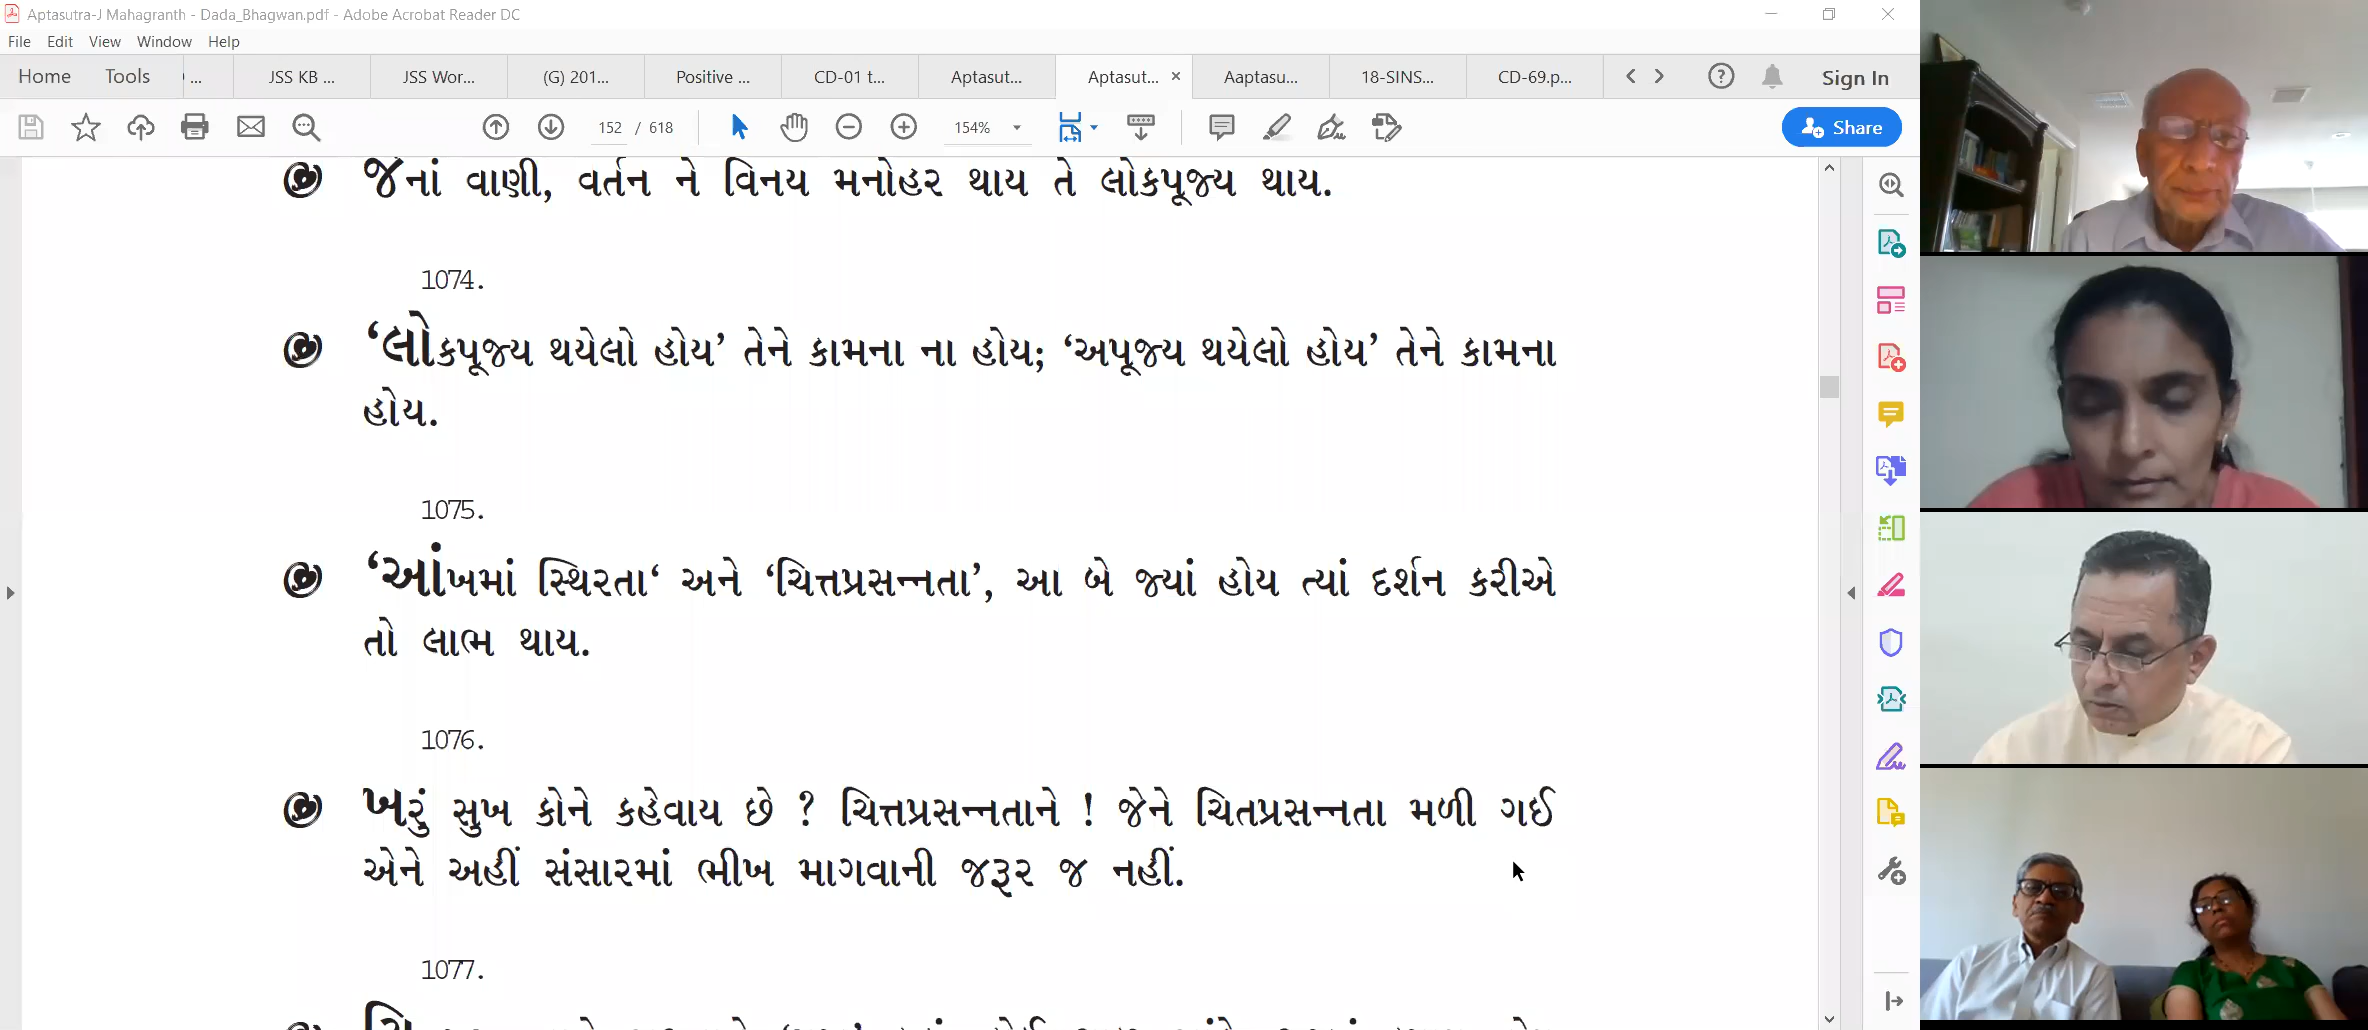 Aptasutra-J Mahagranth - Dada_Bhagwan.pdf - Adobe Acrobat Reader DC
File Edit View Window Help
Home Tools ... JSS KB ... JSS Wor... (G) 201... Positive ... CD-01 t... Aptasut... Aptasut... × Aaptasu... 18-SINS... CD-69.p... Sign In
152 / 618 154% Share
જેનાં વાણી, વર્તન ને વિનય મનોહર થાય તે લોકપૂજ્ય થાય.
1074.
‘લોકપૂજ્ય થયેલો હોય’ તેને કામના ના હોય; ‘અપૂજ્ય થયેલો હોય’ તેને કામના
હોય.
1075.
‘આંખમાં સ્થિરતા‘ અને ‘ચિત્તપ્રસન્નતા’, આ બે જ્યાં હોય ત્યાં દર્શન કરીએ
તો લાભ થાય.
1076.
ખરું સુખ કોને કહેવાય છે ? ચિત્તપ્રસન્નતાને ! જેને ચિતપ્રસન્નતા મળી ગઈ
એને અહીં સંસારમાં ભીખ માગવાની જરૂર જ નહીં.
1077.